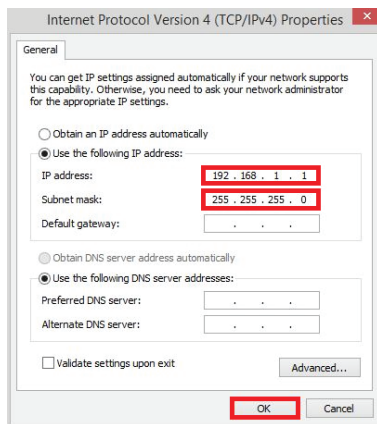 Internet Protocol Version 4 (TCP/IPv4) Properties
General
You can get IP settings assigned automatically if your network supports
this capability. Otherwise, you need to ask your network administrator
for the appropriate IP settings.
Obtain an IP address automatically
Use the following IP address:
IP address: 192 . 168 . 1 . 1
Subnet mask: 255 . 255 . 255 . 0
Default gateway: . . .
Obtain DNS server address automatically
Use the following DNS server addresses:
Preferred DNS server: . . .
Alternate DNS server: . . .
Validate settings upon exit
Advanced...
OK Cancel